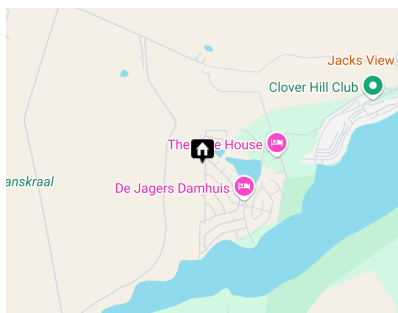 Jacks View
Clover Hill Club
The House
De Jagers Damhuis
anskraal